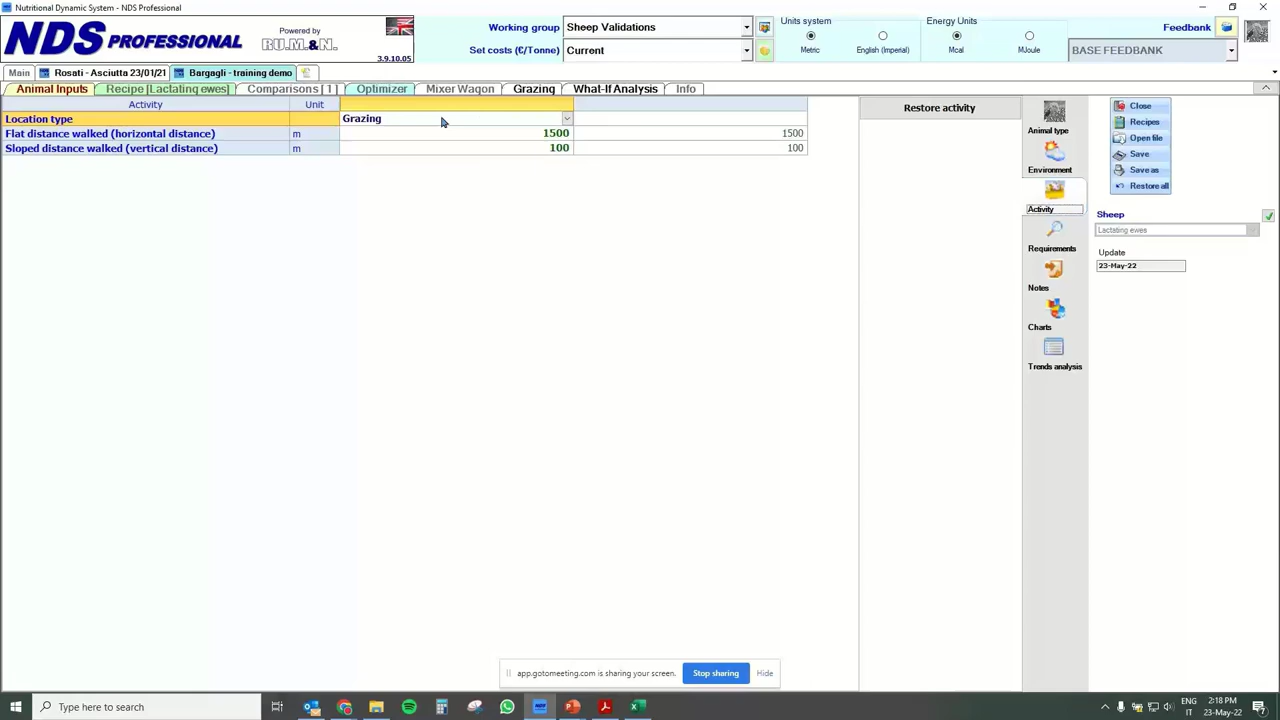 Nutritional Dynamic System - NDS Professional
NDS PROFESSIONAL
Powered by
RU.M.&N.
3.9.10.05
Working group
Sheep Validations
Set costs (€/Tonne)
Current
Units system
Metric
English (Imperial)
Energy Units
Mcal
MJoule
Feedbank
BASE FEEDBANK
Main
Rosati - Asciutta 23/01/21
Bargagli - training demo
Animal Inputs
Recipe [Lactating ewes]
Comparisons [ 1 ]
Optimizer
Mixer Wagon
Grazing
What-If Analysis
Info
Activity Unit
Location type Grazing
Flat distance walked (horizontal distance) m 1500 1500
Sloped distance walked (vertical distance) m 100 100
Restore activity
Animal type
Environment
Activity
Requirements
Notes
Charts
Trends analysis
Close
Recipes
Open file
Save
Save as
Restore all
Sheep
Lactating ewes
Update
23-May-22
app.gotomeeting.com is sharing your screen.
Stop sharing
Hide
Type here to search
ENG
IT
2:18 PM
23-May-22